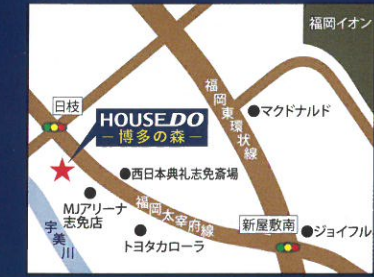 福岡イオン
日枝
HOUSE DO
－博多の森－
福岡東環状線
マクドナルド
西日本典礼志免斎場
MJアリーナ
志免店
福岡太宰府線
新屋敷南
ジョイフル
トヨタカローラ
宇美川